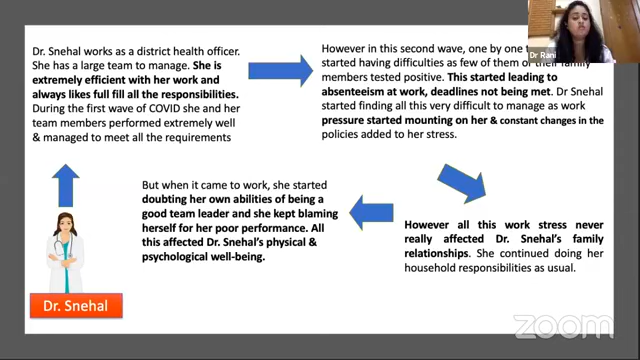 Dr. Snehal works as a district health officer.
She has a large team to manage. She is
extremely efficient with her work and
always likes full fill all the responsibilities.
During the first wave of COVID she and her
team members performed extremely well
& managed to meet all the requirements
However in this second wave, one by one
started having difficulties as few of them or their family
members tested positive. This started leading to
absenteeism at work, deadlines not being met. Dr Snehal
started finding all this very difficult to manage as work
pressure started mounting on her & constant changes in the
policies added to her stress.
Dr Ran
However all this work stress never
really affected Dr. Snehal's family
relationships. She continued doing her
household responsibilities as usual.
But when it came to work, she started
doubting her own abilities of being a
good team leader and she kept blaming
herself for her poor performance. All
this affected Dr. Snehal's physical &
psychological well-being.
Dr. Snehal
zoom